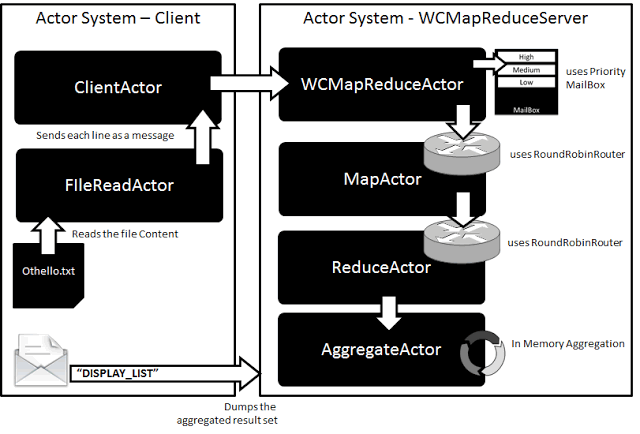 Actor System – Client
ClientActor
Sends each line as a message
FIleReadActor
Reads the file Content
Othello.txt
“DISPLAY_LIST”
Dumps the
aggregated result set
Actor System - WCMapReduceServer
WCMapReduceActor
High
Medium
Low
MailBox
uses Priority
MailBox
uses RoundRobinRouter
MapActor
uses RoundRobinRouter
ReduceActor
AggregateActor
In Memory Aggregation